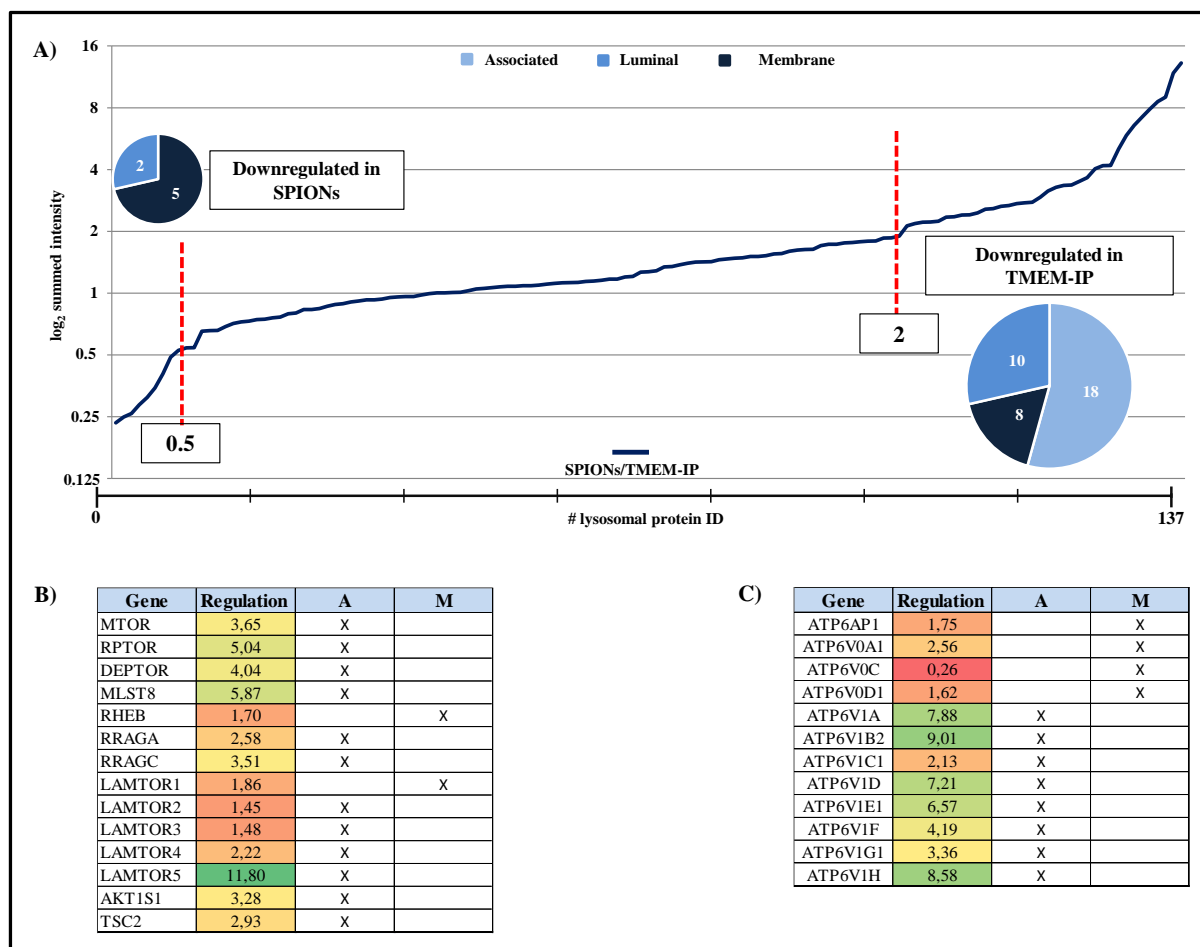 A)
16
8
4
2
1
0.5
0.25
0.125
log2 summed intensity
Associated Luminal Membrane
2
5
Downregulated in
SPIONs
0.5
2
Downregulated in
TMEM-IP
10
18
8
SPIONs/TMEM-IP
0
# lysosomal protein ID
137
B)
Gene Regulation A M
MTOR 3,65 X
RPTOR 5,04 X
DEPTOR 4,04 X
MLST8 5,87 X
RHEB 1,70 X
RRAGA 2,58 X
RRAGC 3,51 X
LAMTOR1 1,86 X
LAMTOR2 1,45 X
LAMTOR3 1,48 X
LAMTOR4 2,22 X
LAMTOR5 11,80 X
AKT1S1 3,28 X
TSC2 2,93 X
C)
Gene Regulation A M
ATP6AP1 1,75 X
ATP6V0A1 2,56 X
ATP6V0C 0,26 X
ATP6V0D1 1,62 X
ATP6V1A 7,88 X
ATP6V1B2 9,01 X
ATP6V1C1 2,13 X
ATP6V1D 7,21 X
ATP6V1E1 6,57 X
ATP6V1F 4,19 X
ATP6V1G1 3,36 X
ATP6V1H 8,58 X